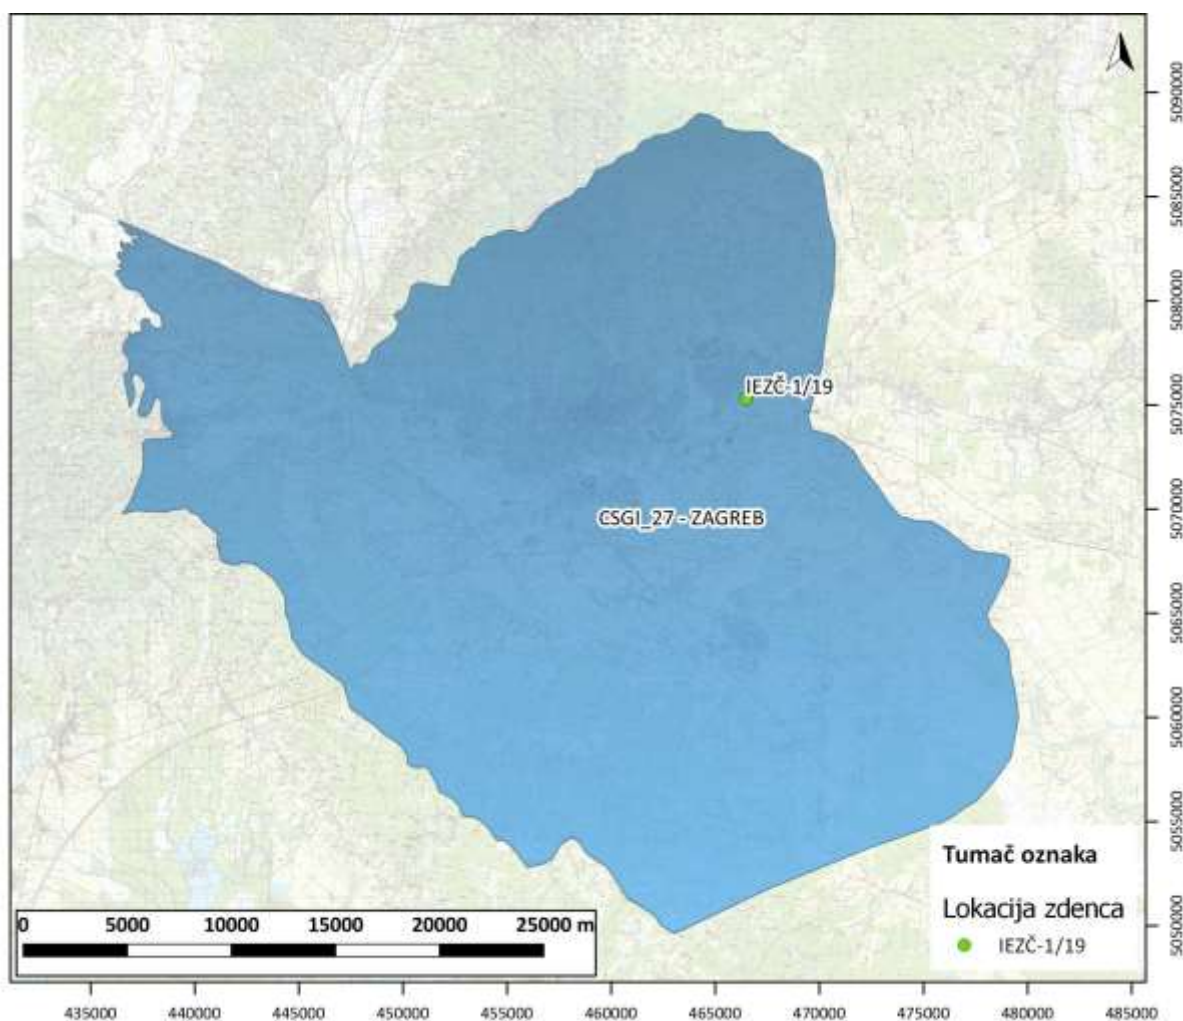 5090000
5085000
5080000
5075000
5070000
5065000
5060000
5055000
5050000
IEZČ-1/19
CSGI_27 - ZAGREB
Tumač oznaka
Lokacija zdenca
IEZČ-1/19
0 5000 10000 15000 20000 25000 m
435000 440000 445000 450000 455000 460000 465000 470000 475000 480000 485000